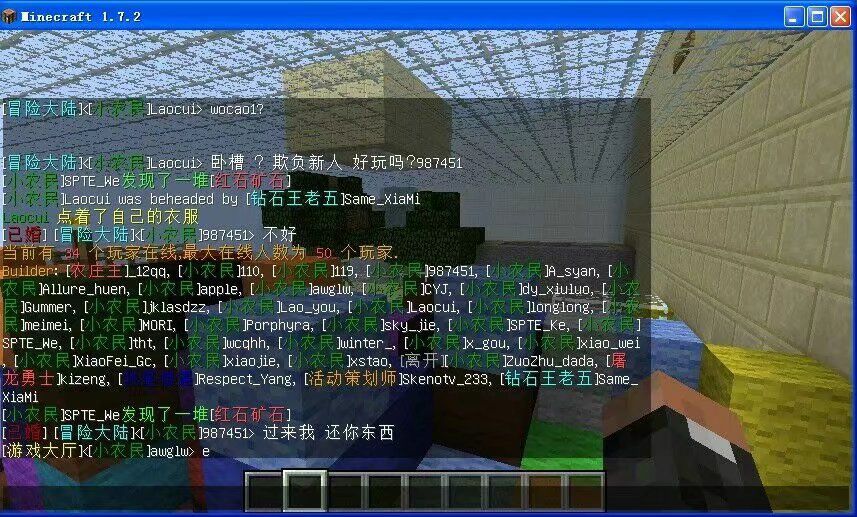 Minecraft 1.7.2
[冒险大陆]<[小农民]Laocui> wocao1?
[冒险大陆]<[小农民]Laocui> 卧槽 ? 欺负新人 好玩吗?987451
[小农民]SPTE_We发现了一堆[红石矿石]
[小农民]Laocui was beheaded by [钻石王老五]Same_XiaMi
Laocui 点着了自己的衣服
[已婚] [冒险大陆]<[小农民]987451> 不好
当前有 34 个玩家在线,最大在线人数为 50 个玩家.
Builder: [农庄主]_12qq, [小农民]110, [小农民]119, [小农民]987451, [小农民]A_syan, [小
农民]Allure_huen, [小农民]apple, [小农民]awglw, [小农民]CYJ, [小农民]dy_xiuluo, [小农
民]Gummer, [小农民]jklasdzz, [小农民]Lao_you, [小农民]Laocui, [小农民]longlong, [小农
民]meimei, [小农民]MORI, [小农民]Porphyra, [小农民]sky_jie, [小农民]SPTE_Ke, [小农民]
SPTE_We, [小农民]tht, [小农民]wcqhh, [小农民]winter_, [小农民]x_gou, [小农民]xiao_wei
, [小农民]XiaoFei_Gc, [小农民]xiaojie, [小农民]xstao, [离开][小农民]ZuoZhu_dada, [屠
龙勇士]kizeng, Respect_Yang, [活动策划师]Skenotv_233, [钻石王老五]Same_
XiaMi
[小农民]SPTE_We发现了一堆[红石矿石]
[已婚] [冒险大陆]<[小农民]987451> 过来我 还你东西
[游戏大厅]<[小农民]awglw> e